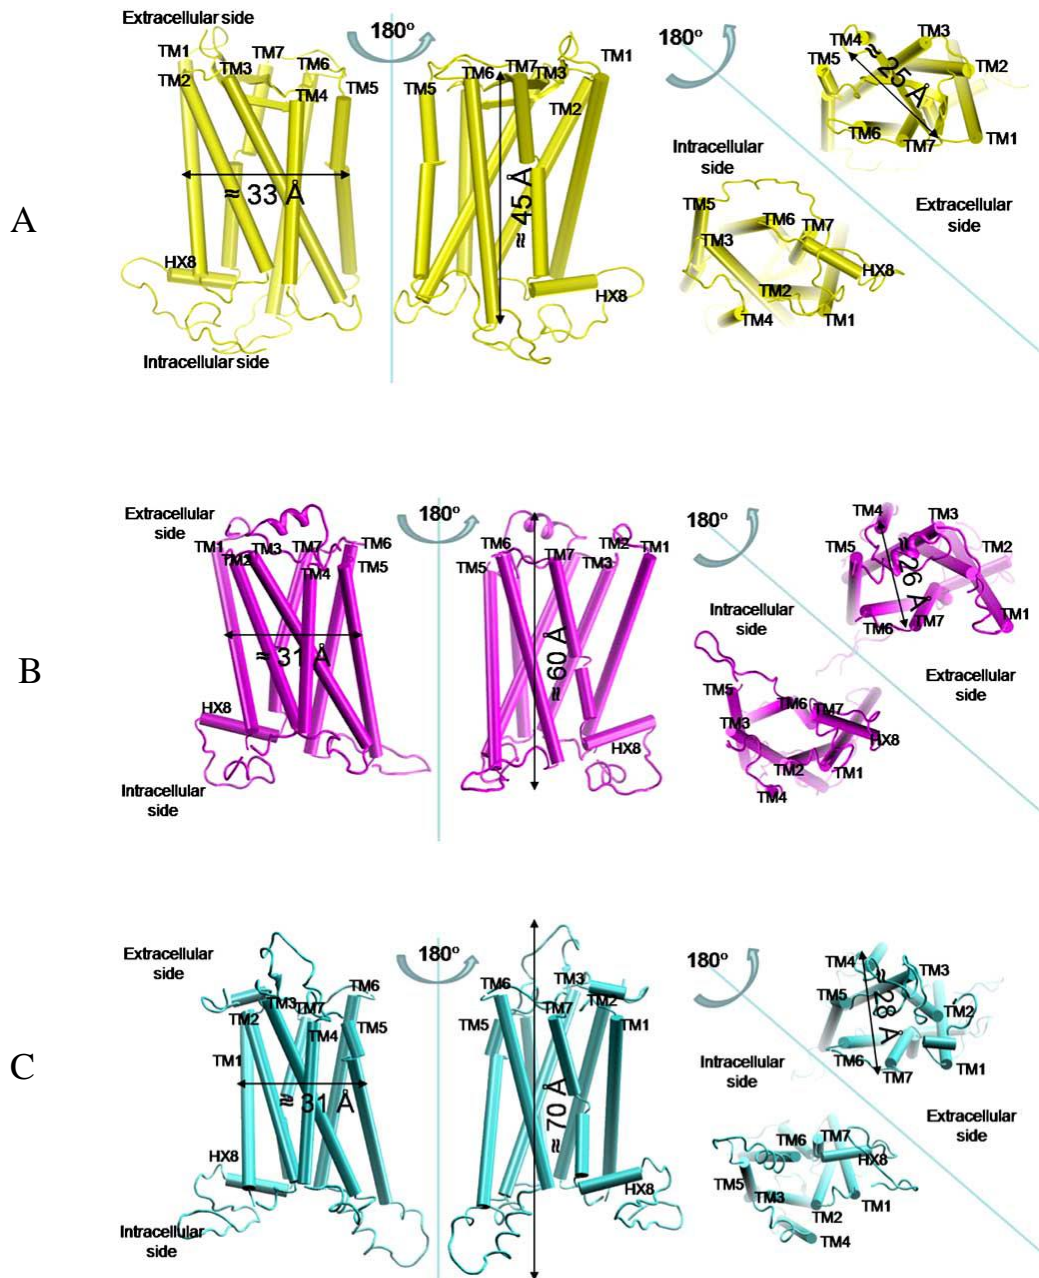 A
Extracellular side
TM1
TM7
TM6
TM2
TM3
TM4
TM5
≈ 33 Å
HX8
Intracellular side
180°
TM6
TM7
TM3
TM1
TM5
TM2
≈ 45 Å
HX8
180°
TM4
TM3
TM5
TM2
≈ 25 Å
TM6
TM7
TM1
Extracellular side
Intracellular side
TM5
TM6
TM7
TM3
HX8
TM2
TM4
TM1
B
Extracellular
side
TM1
TM3
TM7
TM6
TM2
TM4
TM5
≈ 31 Å
HX8
Intracellular
side
180°
TM6
TM7
TM2
TM1
TM5
TM3
≈ 60 Å
HX8
180°
TM4
TM3
TM5
TM2
≈ 26 Å
TM6
TM7
TM1
Extracellular
side
Intracellular
side
TM5
TM6
TM7
TM3
HX8
TM2
TM1
TM4
C
Extracellular
side
TM6
TM3
TM7
TM2
TM4
TM5
TM1
≈ 31 Å
HX8
Intracellular
side
180°
TM6
TM3
TM2
TM5
TM7
TM1
≈ 70 Å
HX8
180°
TM4
TM3
TM5
TM2
≈ 28 Å
TM6
TM7
TM1
Extracellular
side
Intracellular
side
TM6
TM7
HX8
TM5
TM3
TM1
TM2
TM4